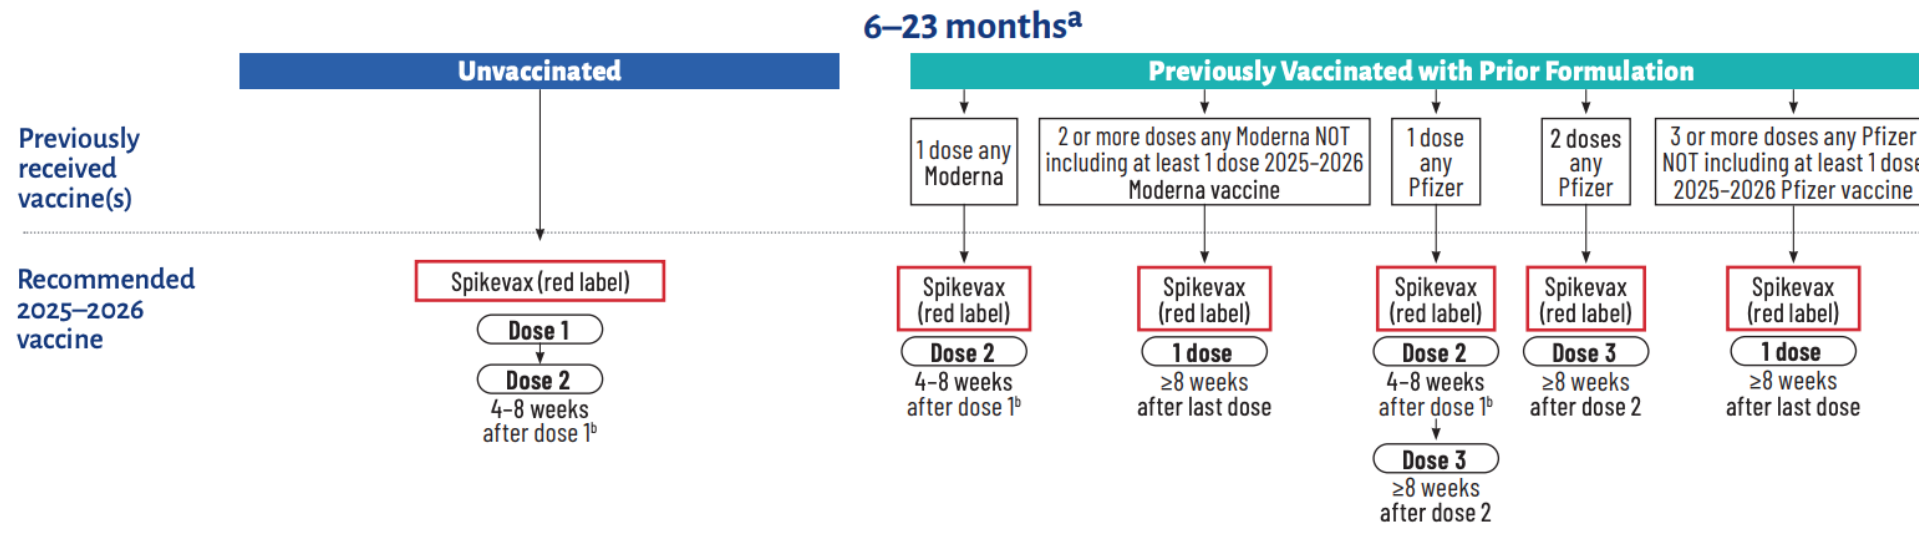 6–23 monthsᵃ
Unvaccinated
Previously Vaccinated with Prior Formulation
Previously
received
vaccine(s)
1 dose any
Moderna
2 or more doses any Moderna NOT
including at least 1 dose 2025–2026
Moderna vaccine
1 dose
any
Pfizer
2 doses
any
Pfizer
3 or more doses any Pfizer
NOT including at least 1 dose
2025–2026 Pfizer vaccine
Recommended
2025–2026
vaccine
Spikevax (red label)
Dose 1
Dose 2
4–8 weeks
after dose 1ᵇ
Spikevax
(red label)
Dose 2
4–8 weeks
after dose 1ᵇ
Spikevax
(red label)
1 dose
≥8 weeks
after last dose
Spikevax
(red label)
Dose 2
4–8 weeks
after dose 1ᵇ
Dose 3
≥8 weeks
after dose 2
Spikevax
(red label)
Dose 3
≥8 weeks
after dose 2
Spikevax
(red label)
1 dose
≥8 weeks
after last dose